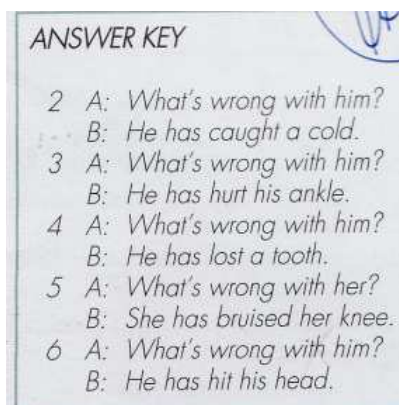 ANSWER KEY
2 A: What's wrong with him?
B: He has caught a cold.
3 A: What's wrong with him?
B: He has hurt his ankle.
4 A: What's wrong with him?
B: He has lost a tooth.
5 A: What's wrong with her?
B: She has bruised her knee.
6 A: What's wrong with him?
B: He has hit his head.